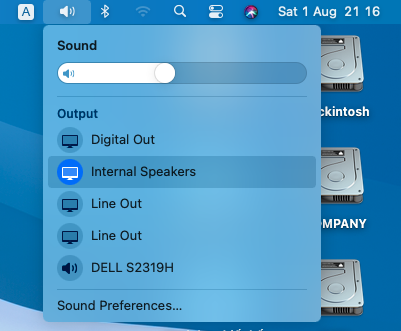 A
Sat 1 Aug 21 16
Sound
Output
Digital Out
Internal Speakers
Line Out
Line Out
DELL S2319H
Sound Preferences...
ckintosh
OMPANY